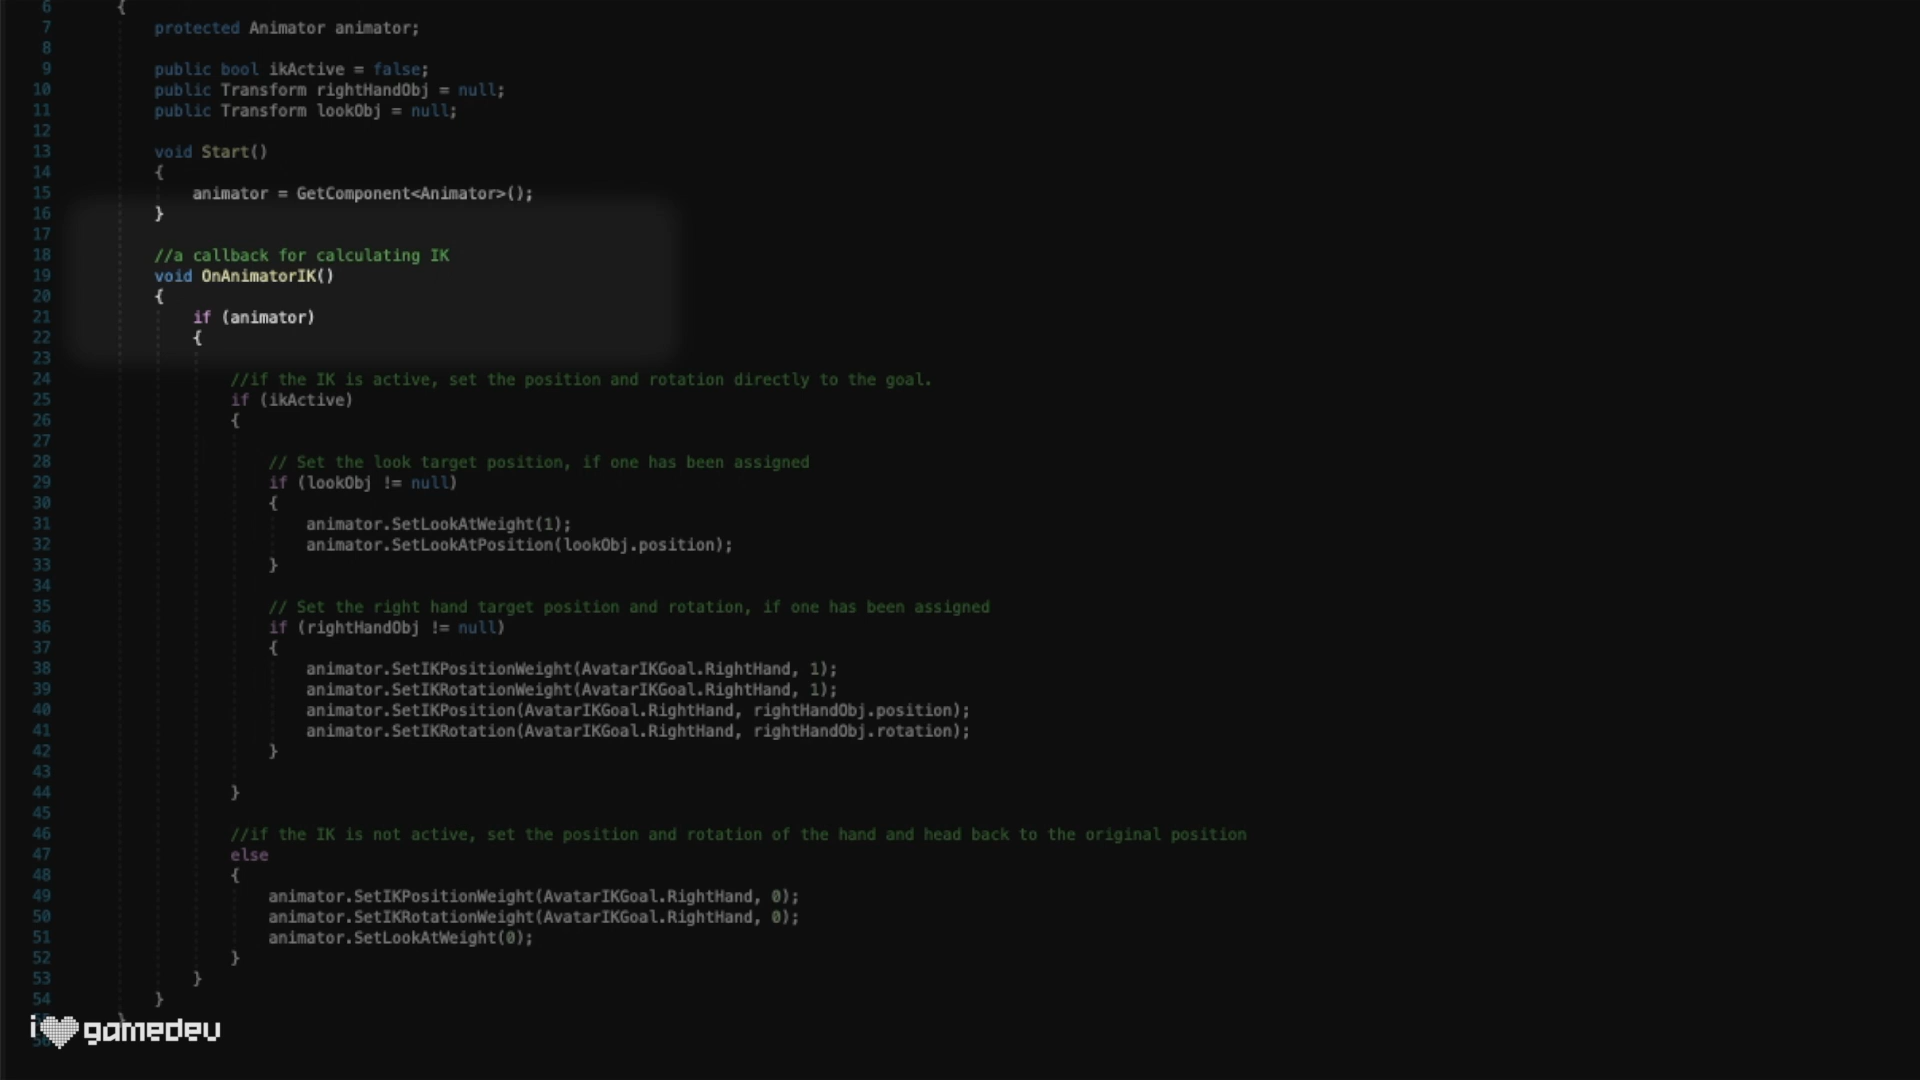 6 {
7 protected Animator animator;
8
9 public bool ikActive = false;
10 public Transform rightHandObj = null;
11 public Transform lookObj = null;
12
13 void Start()
14 {
15 animator = GetComponent<Animator>();
16 }
17
18 //a callback for calculating IK
19 void OnAnimatorIK()
20 {
21 if (animator)
22 {
23
24 //if the IK is active, set the position and rotation directly to the goal.
25 if (ikActive)
26 {
27
28 // Set the look target position, if one has been assigned
29 if (lookObj != null)
30 {
31 animator.SetLookAtWeight(1);
32 animator.SetLookAtPosition(lookObj.position);
33 }
34
35 // Set the right hand target position and rotation, if one has been assigned
36 if (rightHandObj != null)
37 {
38 animator.SetIKPositionWeight(AvatarIKGoal.RightHand, 1);
39 animator.SetIKRotationWeight(AvatarIKGoal.RightHand, 1);
40 animator.SetIKPosition(AvatarIKGoal.RightHand, rightHandObj.position);
41 animator.SetIKRotation(AvatarIKGoal.RightHand, rightHandObj.rotation);
42 }
43
44 }
45
46 //if the IK is not active, set the position and rotation of the hand and head back to the original position
47 else
48 {
49 animator.SetIKPositionWeight(AvatarIKGoal.RightHand, 0);
50 animator.SetIKRotationWeight(AvatarIKGoal.RightHand, 0);
51 animator.SetLookAtWeight(0);
52 }
53 }
54 }
}
i gamedev